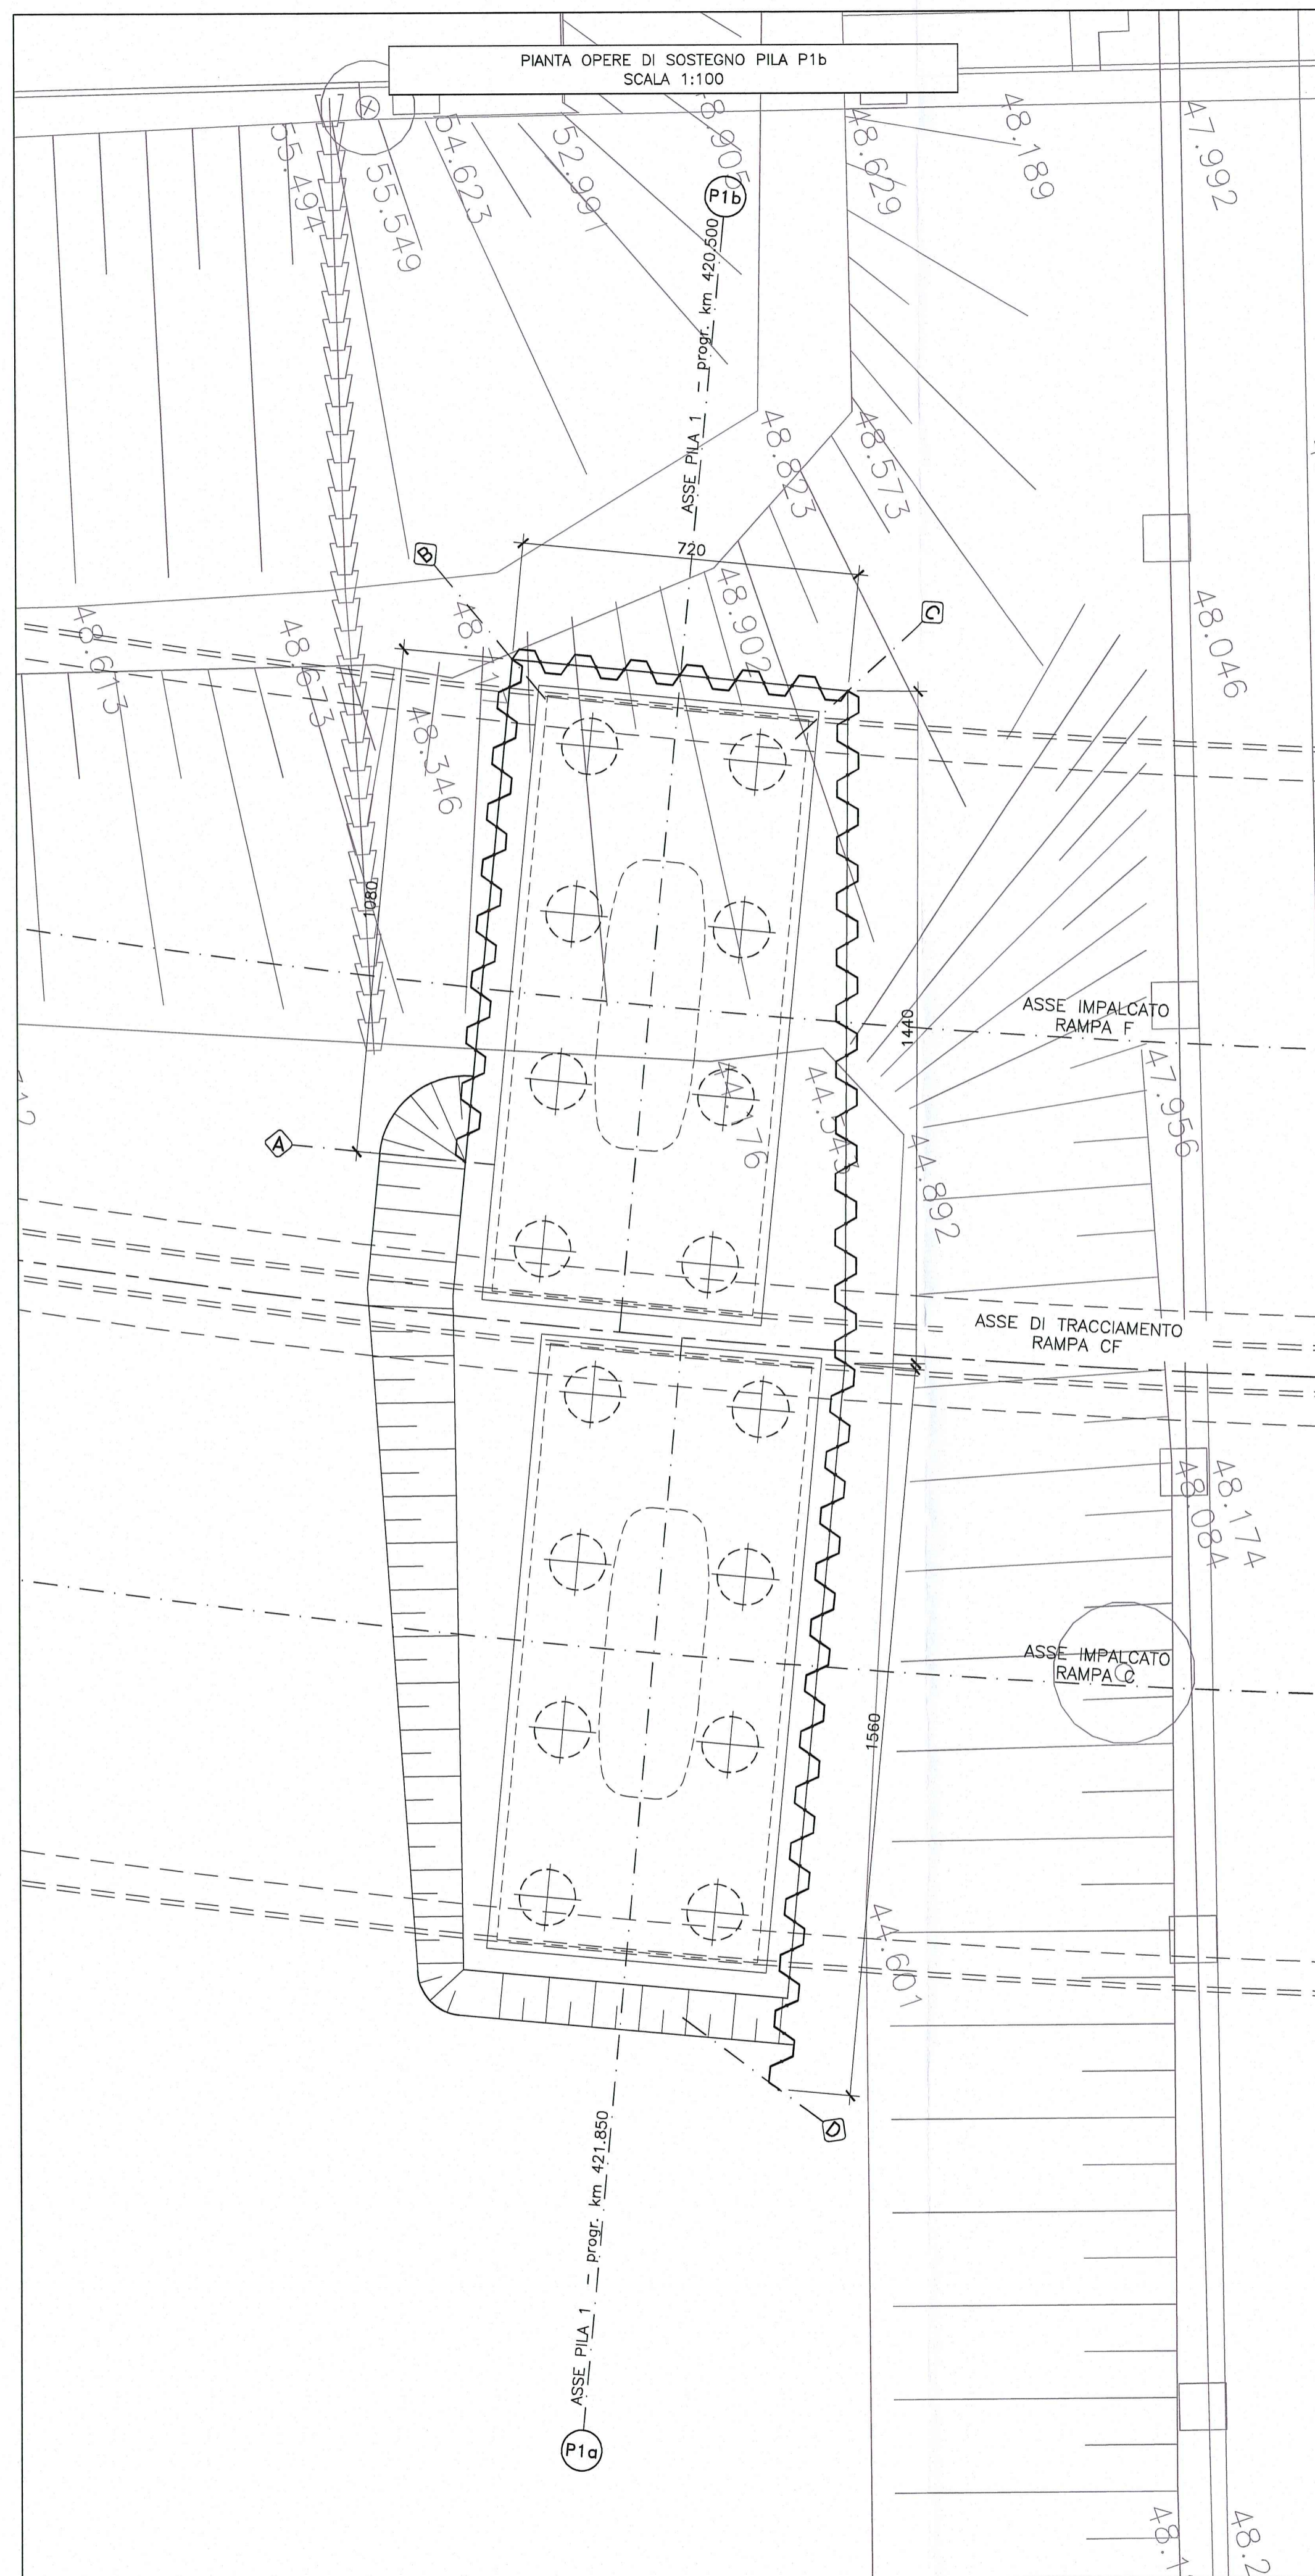 PIANTA OPERE DI SOSTEGNO PILA P1b
SCALA 1:100
55.494
55.549
54.623
52.991
48.905
48.629
48.189
47.992
P1b
ASSE PILA 1 – progr. km 420.500
48.823
48.573
B
720
C
48.613
48.673
48.902
48.046
48.346
1080
1440
ASSE IMPALCATO
RAMPA F
47.956
A
44.892
ASSE DI TRACCIAMENTO
RAMPA CF
48.084
48.174
ASSE IMPALCATO
RAMPA C
1560
44.601
D
ASSE PILA 1 – progr. km 421.850
P1a